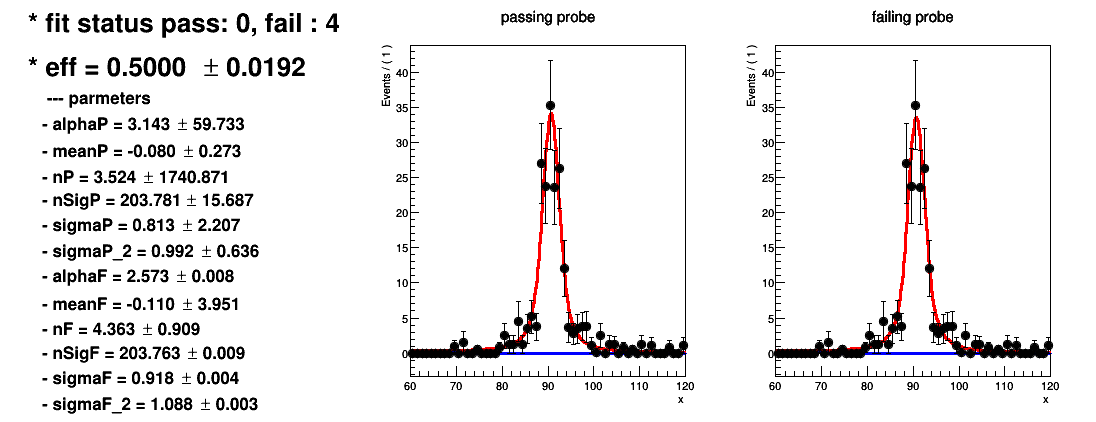 * fit status pass: 0, fail : 4
* eff = 0.5000 ± 0.0192
--- parmeters
- alphaP = 3.143 ± 59.733
- meanP = -0.080 ± 0.273
- nP = 3.524 ± 1740.871
- nSigP = 203.781 ± 15.687
- sigmaP = 0.813 ± 2.207
- sigmaP_2 = 0.992 ± 0.636
- alphaF = 2.573 ± 0.008
- meanF = -0.110 ± 3.951
- nF = 4.363 ± 0.909
- nSigF = 203.763 ± 0.009
- sigmaF = 0.918 ± 0.004
- sigmaF_2 = 1.088 ± 0.003
passing probe
Events / ( 1 )
40
35
30
25
20
15
10
5
0
60 70 80 90 100 110 120
x
failing probe
Events / ( 1 )
40
35
30
25
20
15
10
5
0
60 70 80 90 100 110 120
x